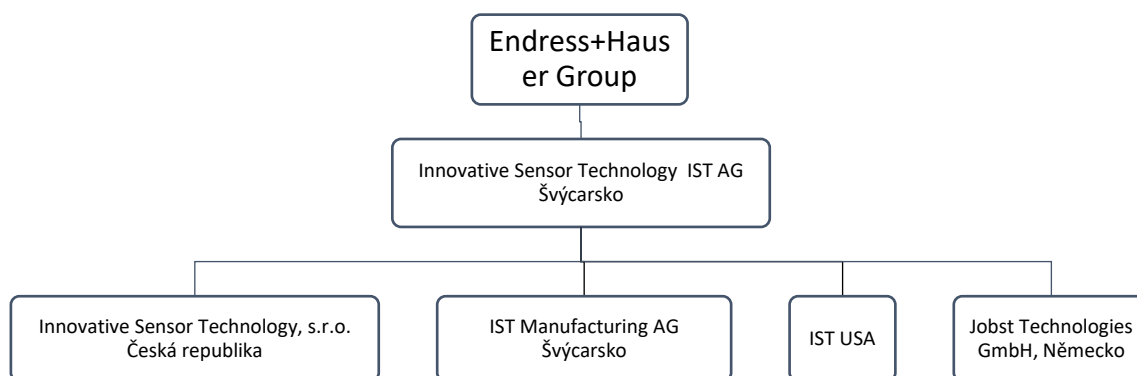 Endress+Haus
er Group
Innovative Sensor Technology  IST AG
Švýcarsko
Innovative Sensor Technology, s.r.o.
Česká republika
IST Manufacturing AG
Švýcarsko
IST USA
Jobst Technologies
GmbH, Německo